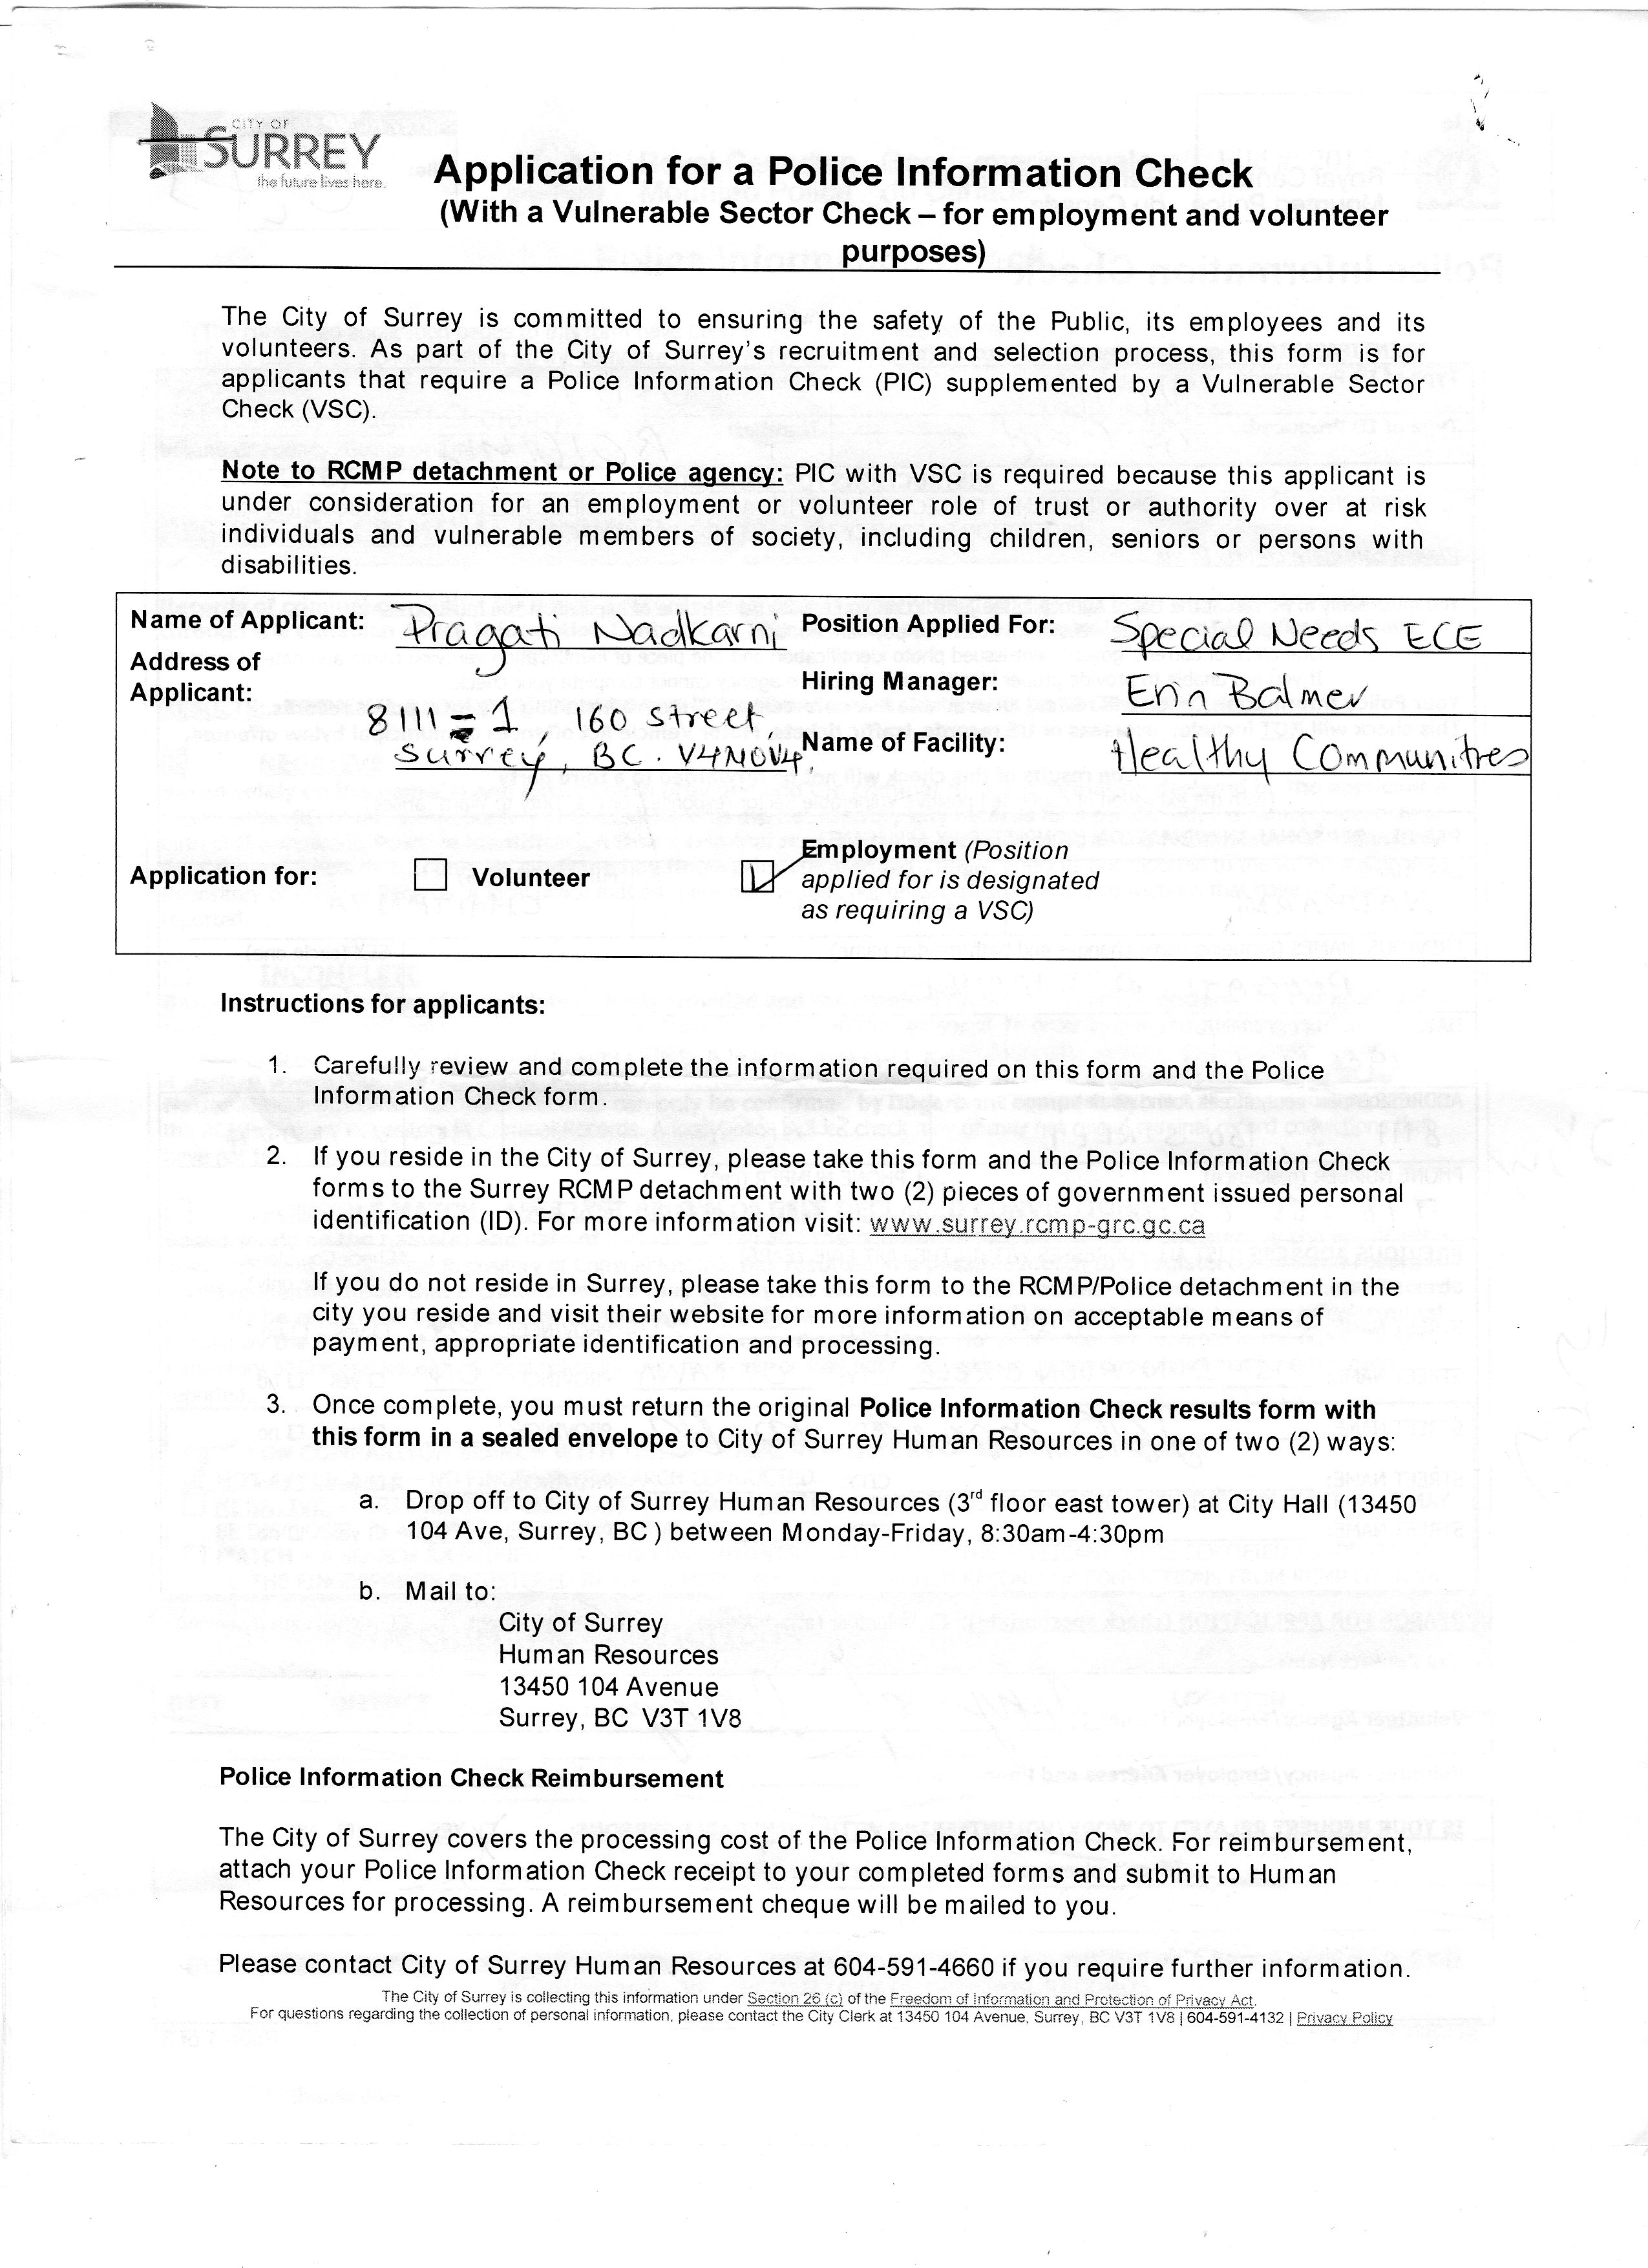 CITY OF
SURREY
the future lives here.
Application for a Police Information Check
(With a Vulnerable Sector Check – for employment and volunteer
purposes)
The City of Surrey is committed to ensuring the safety of the Public, its employees and its
volunteers. As part of the City of Surrey's recruitment and selection process, this form is for
applicants that require a Police Information Check (PIC) supplemented by a Vulnerable Sector
Check (VSC).
Note to RCMP detachment or Police agency: PIC with VSC is required because this applicant is
under consideration for an employment or volunteer role of trust or authority over at risk
individuals and vulnerable members of society, including children, seniors or persons with
disabilities.
Name of Applicant: Pragati Nadkarni Position Applied For: Special Needs ECE
Address of
Applicant:
Hiring Manager: Erin Balmer
8111 - 1, 160 street,
Surrey, BC. V4N0V4,
Name of Facility: Healthy Communities
Application for: Volunteer
Employment (Position
applied for is designated
as requiring a VSC)
Instructions for applicants:
1. Carefully review and complete the information required on this form and the Police
Information Check form.
2. If you reside in the City of Surrey, please take this form and the Police Information Check
forms to the Surrey RCMP detachment with two (2) pieces of government issued personal
identification (ID). For more information visit: www.surrey.rcmp-grc.gc.ca
If you do not reside in Surrey, please take this form to the RCMP/Police detachment in the
city you reside and visit their website for more information on acceptable means of
payment, appropriate identification and processing.
3. Once complete, you must return the original Police Information Check results form with
this form in a sealed envelope to City of Surrey Human Resources in one of two (2) ways:
a. Drop off to City of Surrey Human Resources (3rd floor east tower) at City Hall (13450
104 Ave, Surrey, BC ) between Monday-Friday, 8:30am-4:30pm
b. Mail to:
City of Surrey
Human Resources
13450 104 Avenue
Surrey, BC V3T 1V8
Police Information Check Reimbursement
The City of Surrey covers the processing cost of the Police Information Check. For reimbursement,
attach your Police Information Check receipt to your completed forms and submit to Human
Resources for processing. A reimbursement cheque will be mailed to you.
Please contact City of Surrey Human Resources at 604-591-4660 if you require further information.
The City of Surrey is collecting this information under Section 26 (c) of the Freedom of Information and Protection of Privacy Act.
For questions regarding the collection of personal information, please contact the City Clerk at 13450 104 Avenue, Surrey, BC V3T 1V8 | 604-591-4132 | Privacy Policy